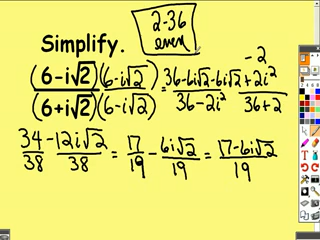 2-36
even
Simplify.
-2
(6-i√2)(6-i√2) / (6+i√2)(6-i√2) = 36-6i√2-6i√2+2i² / 36-2i² 36+2
34/38 - 12i√2/38 = 17/19 - 6i√2/19 = 17-6i√2/19